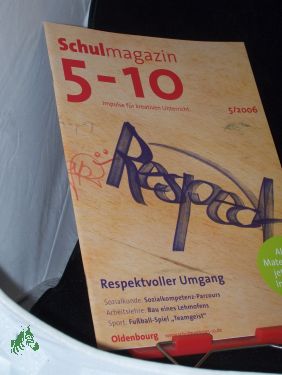 Schulmagazin
5-10
Impulse für kreativen Unterricht
5/2006
Respect
Respektvoller Umgang
Sozialkunde: Sozialkompetenz-Parcours
Arbeitslehre: Bau eines Lehmofens
Sport: Fußball-Spiel „Teamgeist"
Oldenbourg